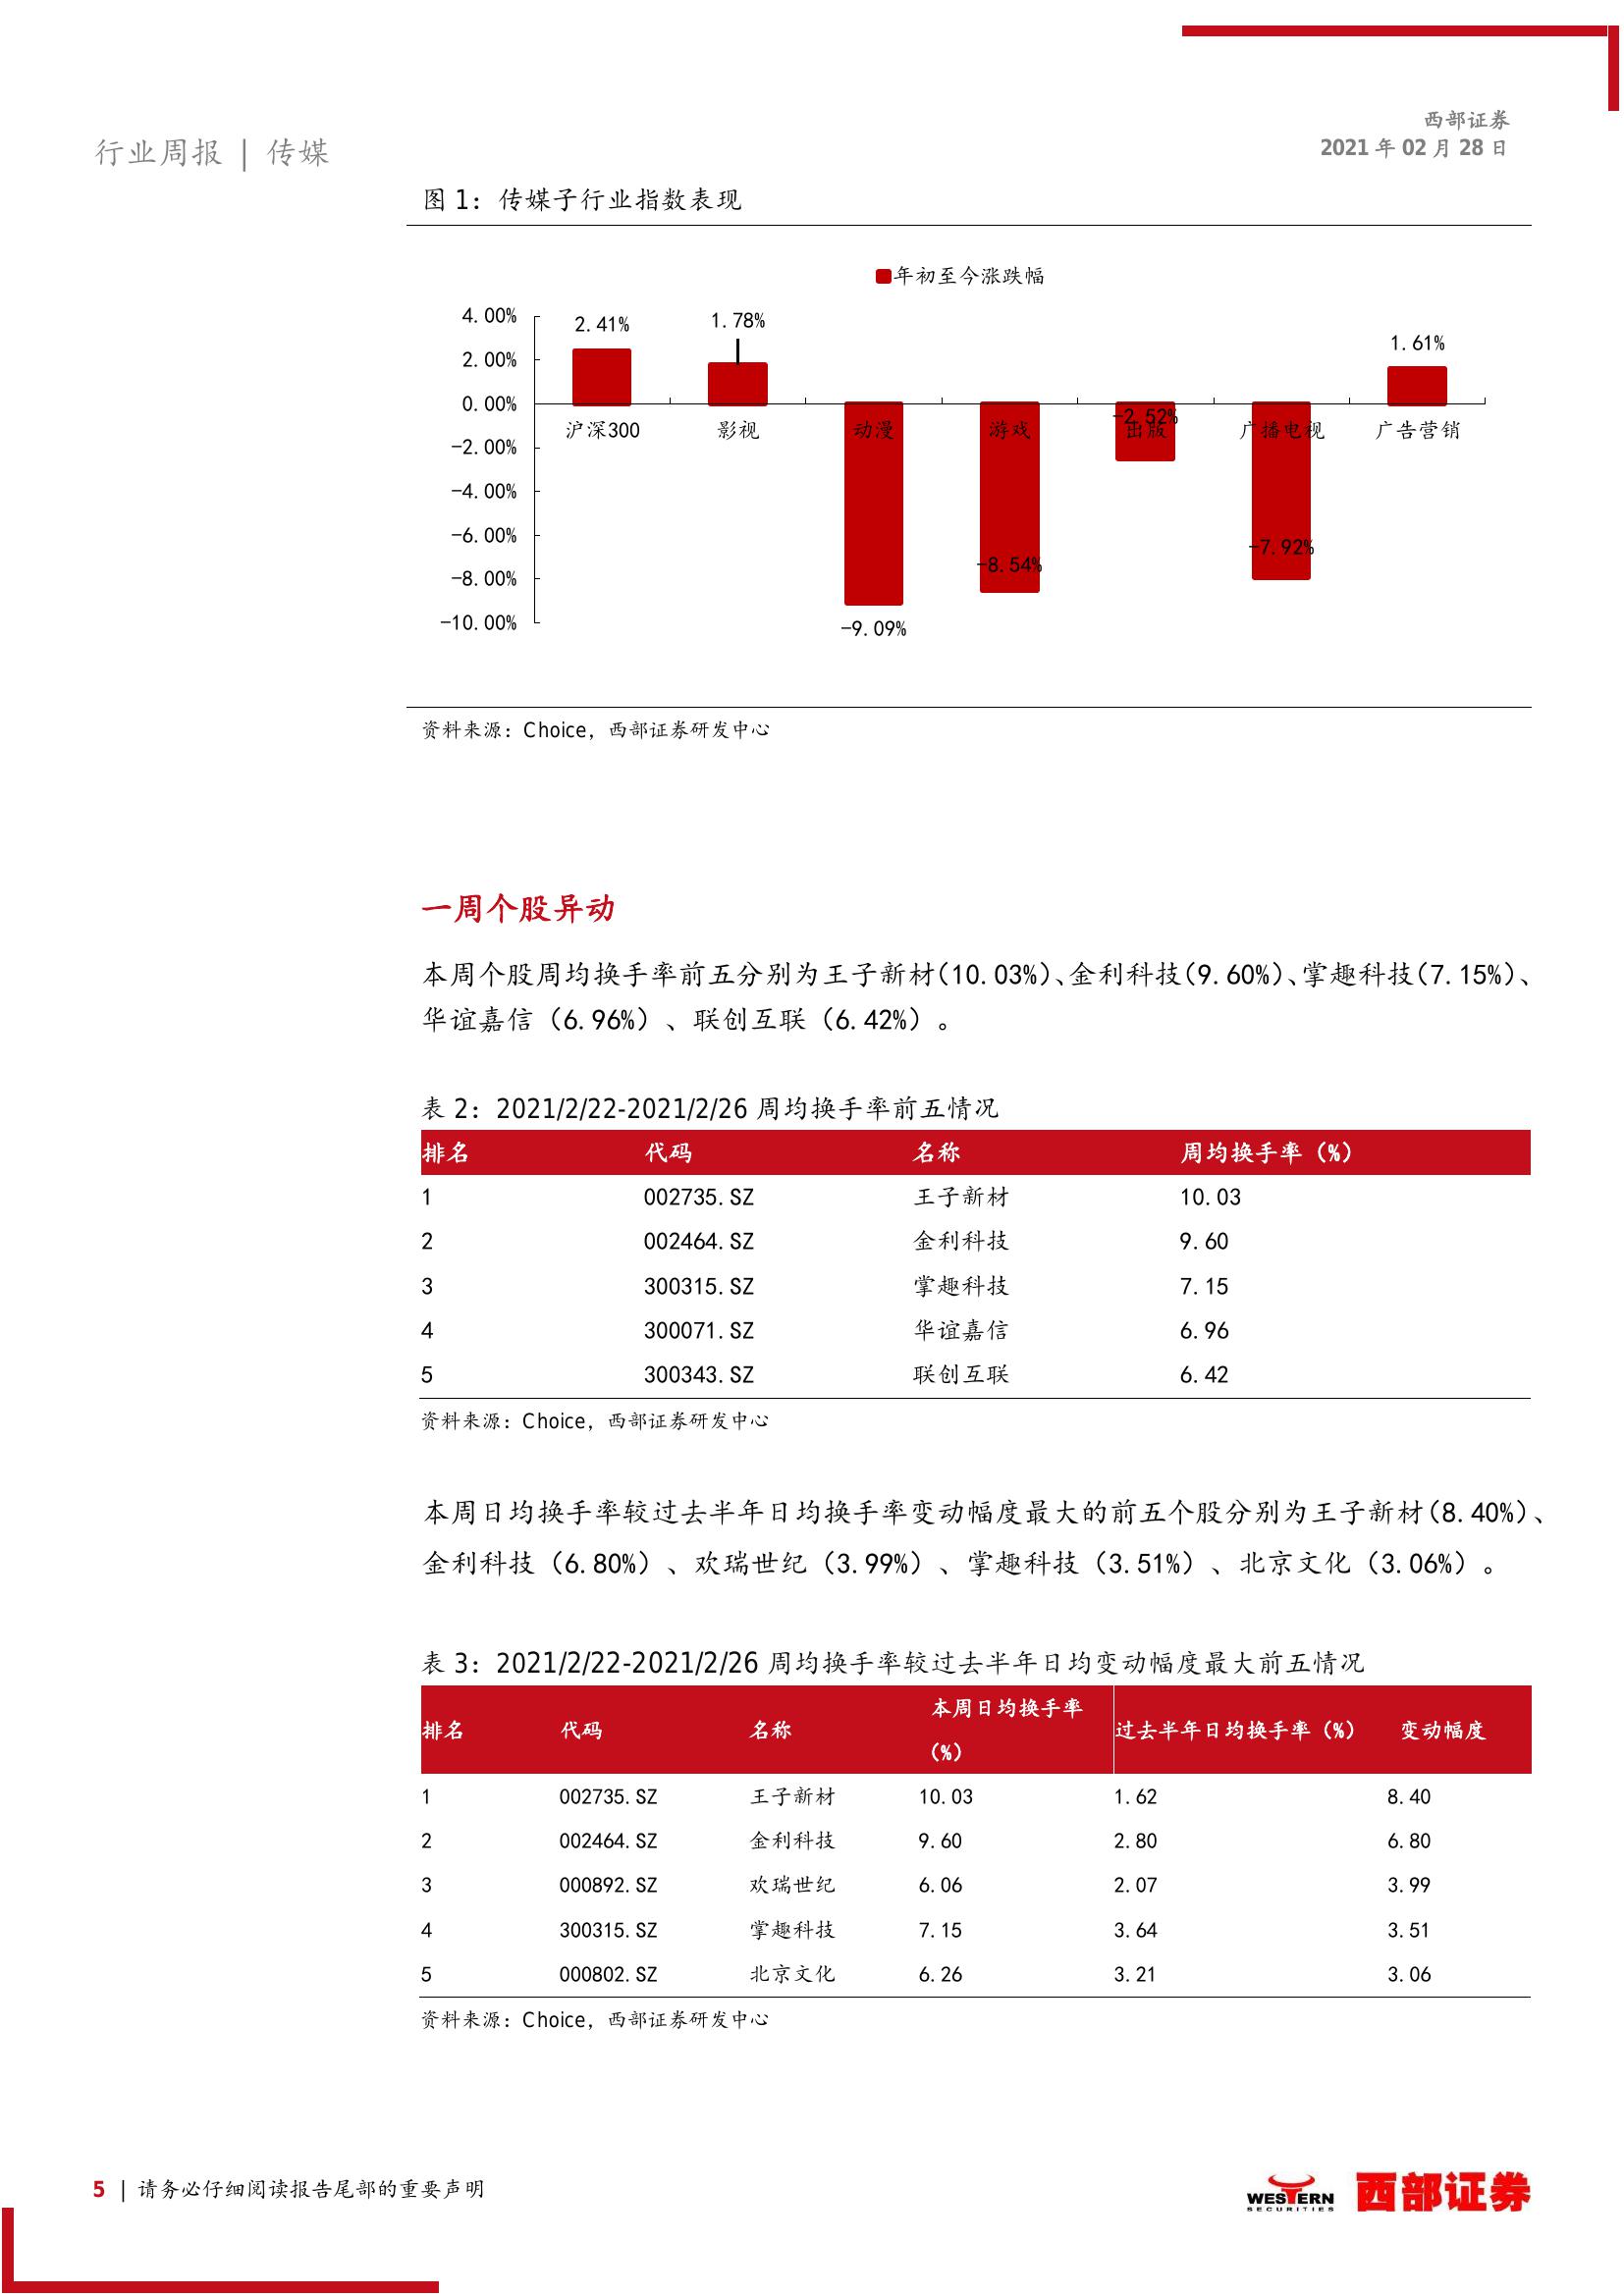 西部证券
行业周报 | 传媒
2021 年 02 月 28 日
图 1：传媒子行业指数表现
年初至今涨跌幅
4.00%
2.00%
0.00%
-2.00%
-4.00%
-6.00%
-8.00%
-10.00%
2.41%
1.78%
-9.09%
-8.54%
-2.52%
-7.92%
1.61%
沪深300 影视 动漫 游戏 出版 广播电视 广告营销
资料来源：Choice，西部证券研发中心
一周个股异动
本周个股周均换手率前五分别为王子新材（10.03%）、金利科技（9.60%）、掌趣科技（7.15%）、
华谊嘉信（6.96%）、联创互联（6.42%）。
表 2：2021/2/22-2021/2/26 周均换手率前五情况
排名 代码 名称 周均换手率（%）
1 002735.SZ 王子新材 10.03
2 002464.SZ 金利科技 9.60
3 300315.SZ 掌趣科技 7.15
4 300071.SZ 华谊嘉信 6.96
5 300343.SZ 联创互联 6.42
资料来源：Choice，西部证券研发中心
本周日均换手率较过去半年日均换手率变动幅度最大的前五个股分别为王子新材（8.40%）、
金利科技（6.80%）、欢瑞世纪（3.99%）、掌趣科技（3.51%）、北京文化（3.06%）。
表 3：2021/2/22-2021/2/26 周均换手率较过去半年日均变动幅度最大前五情况
排名 代码 名称 本周日均换手率（%） 过去半年日均换手率（%） 变动幅度
1 002735.SZ 王子新材 10.03 1.62 8.40
2 002464.SZ 金利科技 9.60 2.80 6.80
3 000892.SZ 欢瑞世纪 6.06 2.07 3.99
4 300315.SZ 掌趣科技 7.15 3.64 3.51
5 000802.SZ 北京文化 6.26 3.21 3.06
资料来源：Choice，西部证券研发中心
5 | 请务必仔细阅读报告尾部的重要声明
WESTERN
SECURITIES
西部证券